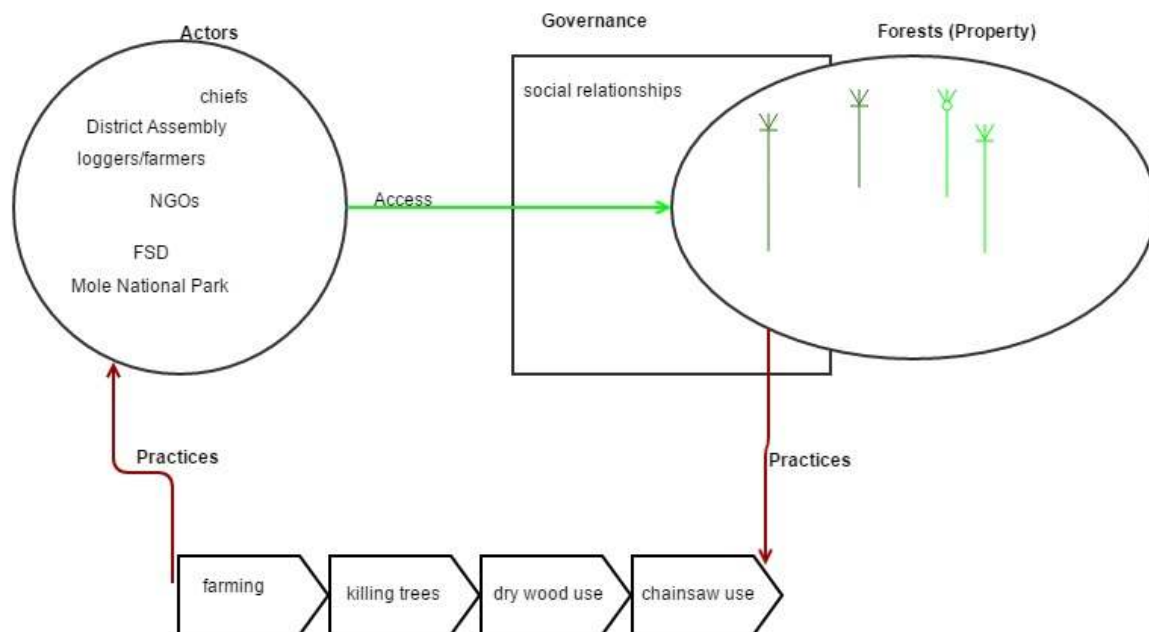 Actors
Governance
Forests (Property)
chiefs
District Assembly
loggers/farmers
NGOs
FSD
Mole National Park
Access
social relationships
Practices
Practices
farming
killing trees
dry wood use
chainsaw use